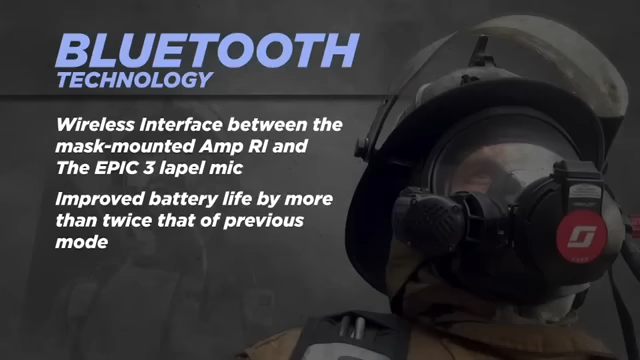 BLUETOOTH
TECHNOLOGY
Wireless Interface between the
mask-mounted Amp RI and
The EPIC 3 lapel mic
Improved battery life by more
than twice that of previous
mode